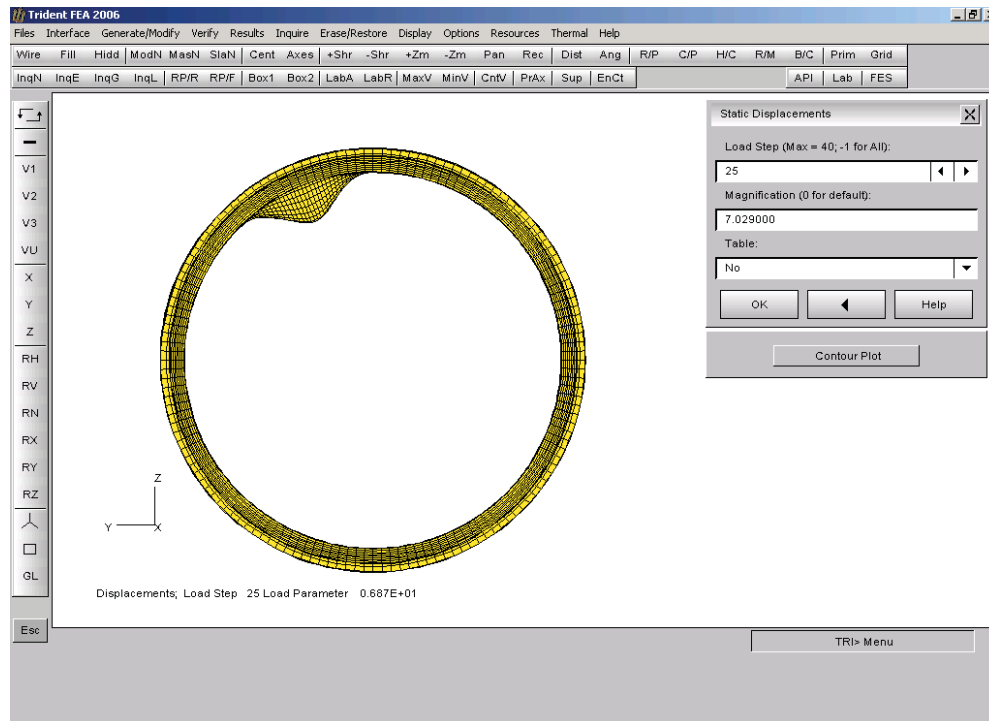 Trident FEA 2006
Files Interface Generate/Modify Verify Results Inquire Erase/Restore Display Options Resources Thermal Help
Wire Fill Hidd ModN MasN SlaN Cent Axes +Shr -Shr +Zm -Zm Pan Rec Dist Ang R/P C/P H/C R/M B/C Prim Grid
InqN InqE InqG InqL RP/R RP/F Box1 Box2 LabA LabR MaxV MinV CntV PrAx Sup EnCt API Lab FES
V1
V2
V3
VU
X
Y
Z
RH
RV
RN
RX
RY
RZ
GL
Esc
Static Displacements
Load Step (Max = 40; -1 for All):
25
Magnification (0 for default):
7.029000
Table:
No
OK Help
Contour Plot
Z
Y X
Displacements; Load Step 25 Load Parameter 0.687E+01
TRI> Menu